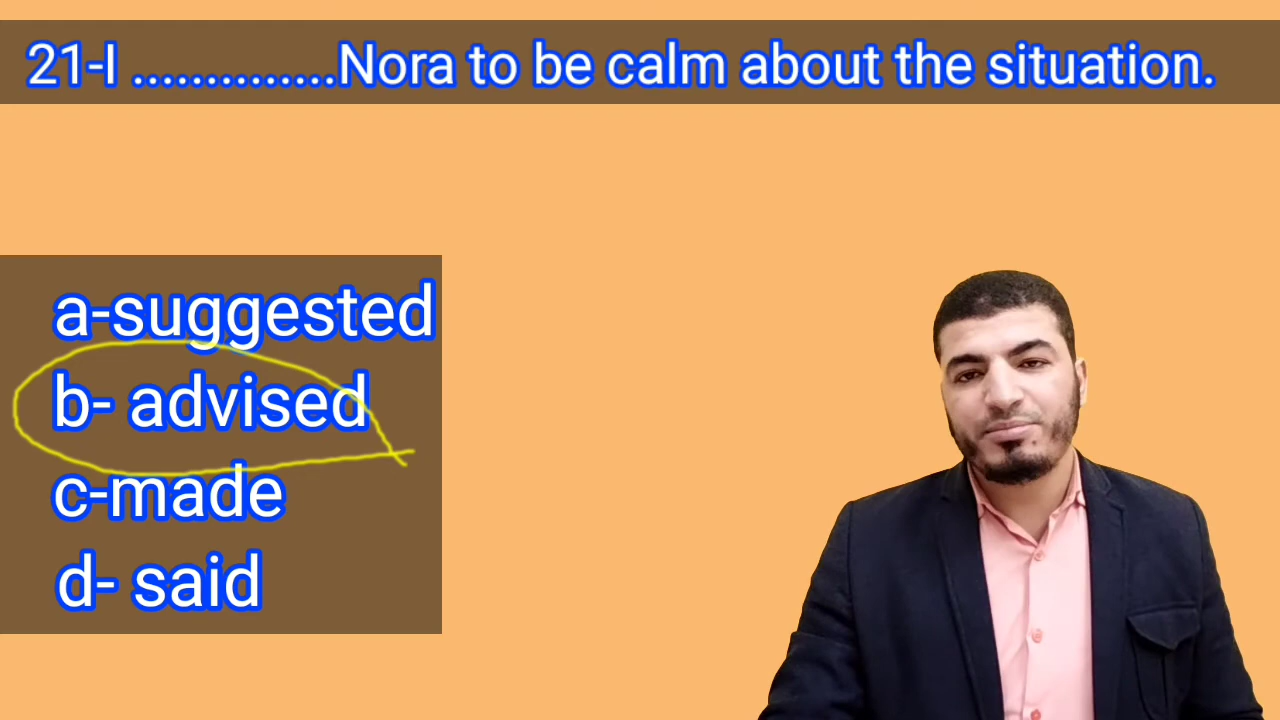 21-I ..............Nora to be calm about the situation.
a-suggested
b- advised
c-made
d- said